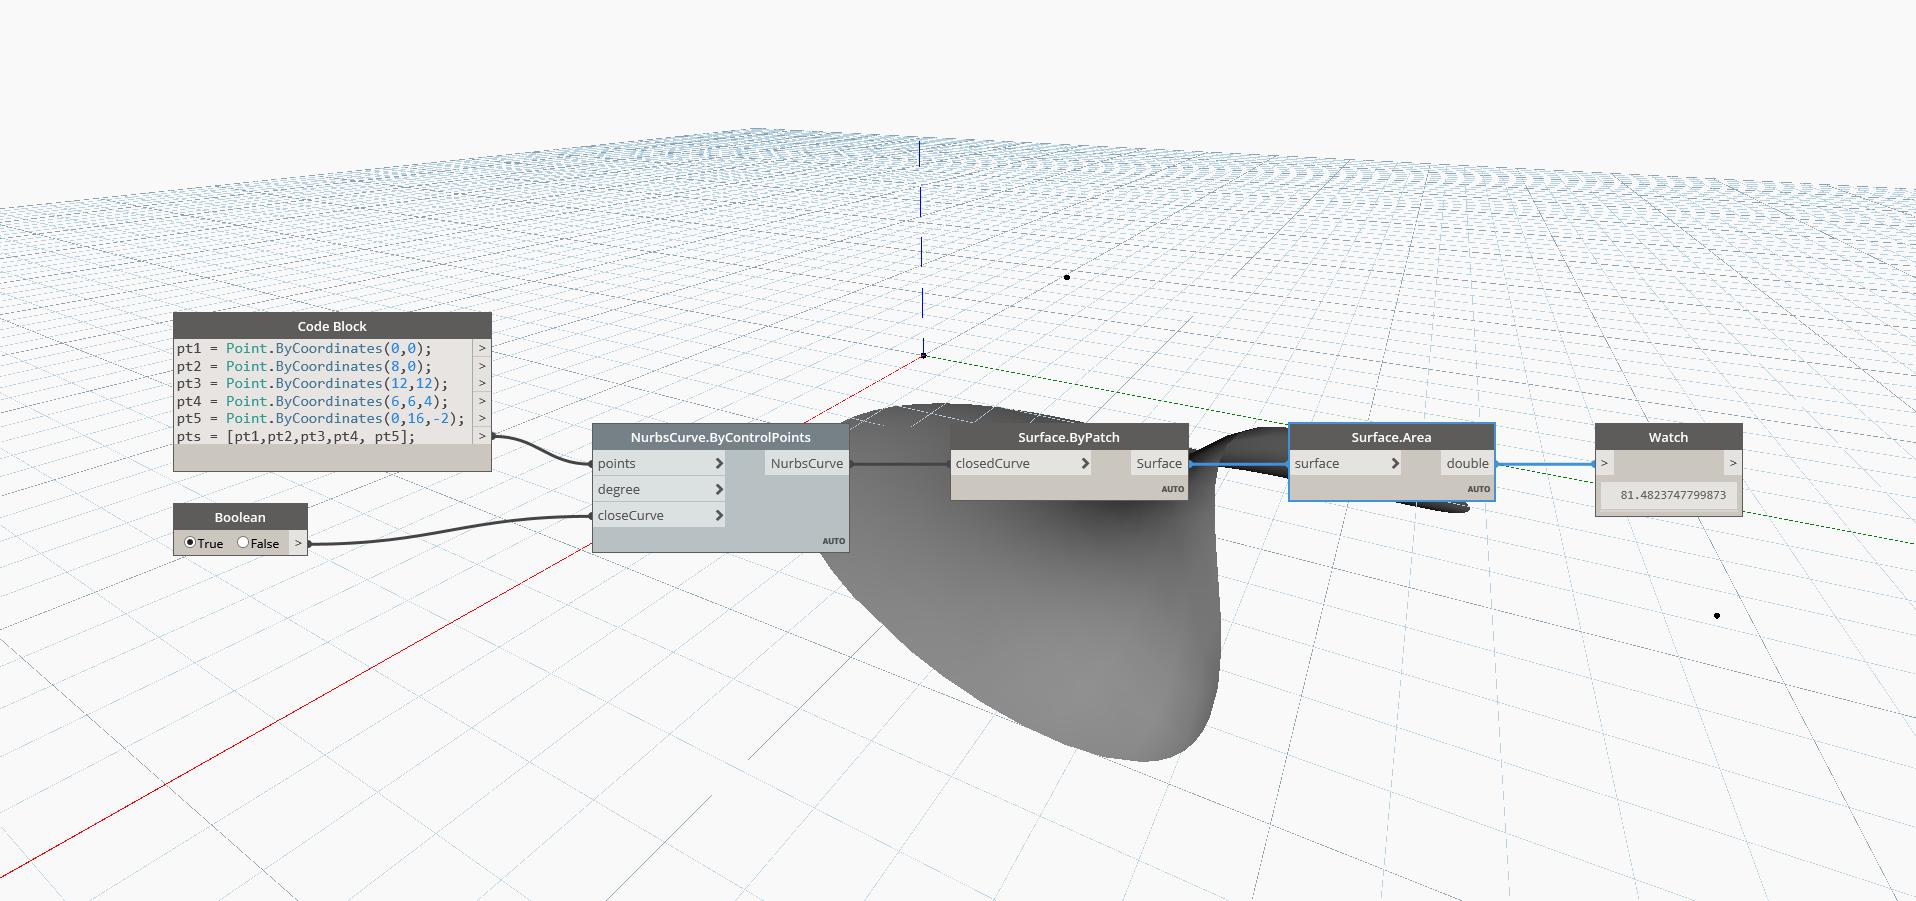 Code Block
pt1 = Point.ByCoordinates(0,0); >
pt2 = Point.ByCoordinates(8,0); >
pt3 = Point.ByCoordinates(12,12); >
pt4 = Point.ByCoordinates(6,6,4); >
pt5 = Point.ByCoordinates(0,16,-2); >
pts = [pt1,pt2,pt3,pt4, pt5]; >
Boolean
True False >
NurbsCurve.ByControlPoints
points > NurbsCurve
degree >
closeCurve >
AUTO
Surface.ByPatch
closedCurve > Surface
AUTO
Surface.Area
surface > double
AUTO
Watch
> >
81.4823747799873